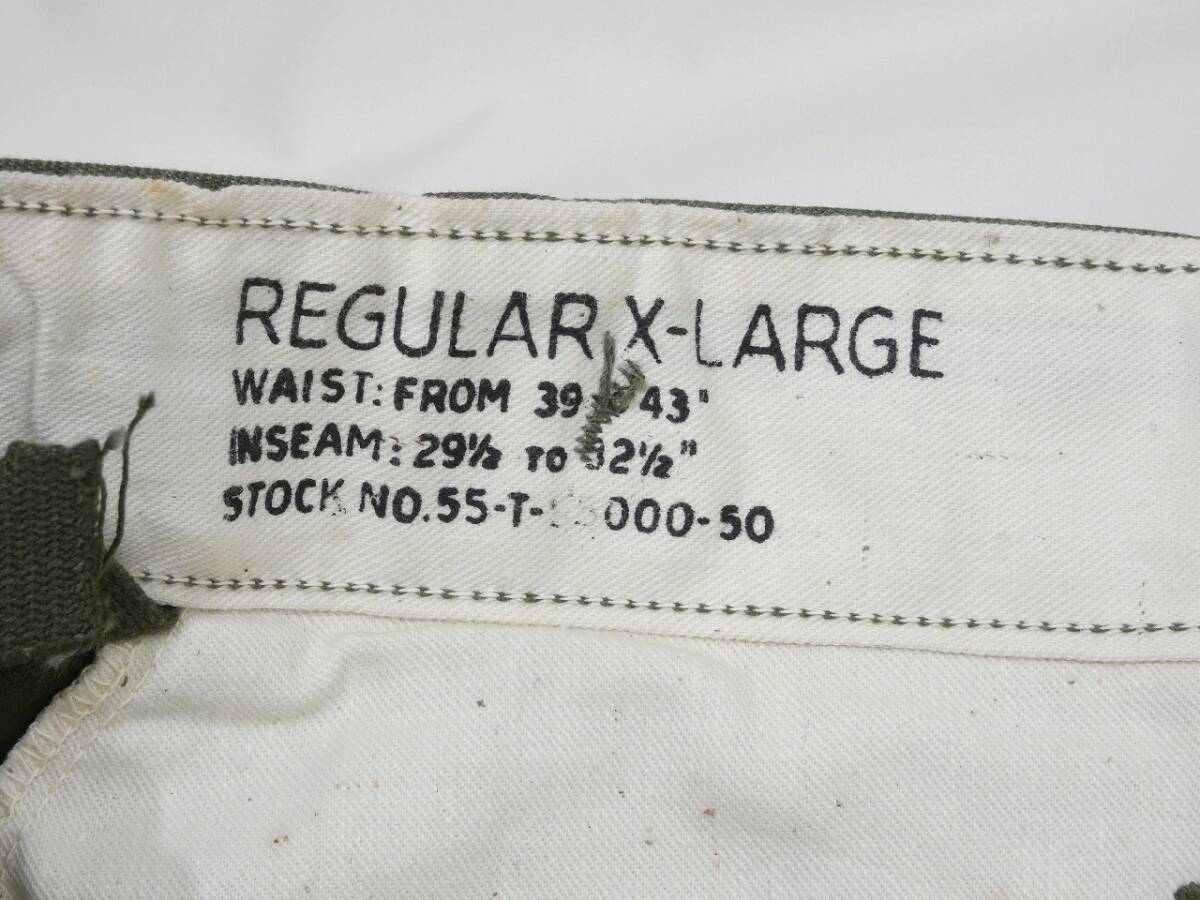 REGULAR X-LARGE
WAIST: FROM 39 43"
INSEAM: 29½ TO 32½"
STOCK NO. 55-T- 000-50